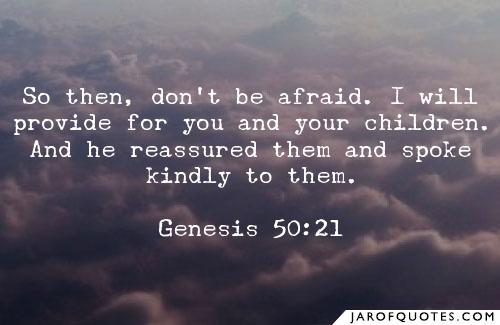 So then, don't be afraid. I will
provide for you and your children.
And he reassured them and spoke
kindly to them.
Genesis 50:21
JAROFQUOTES.COM